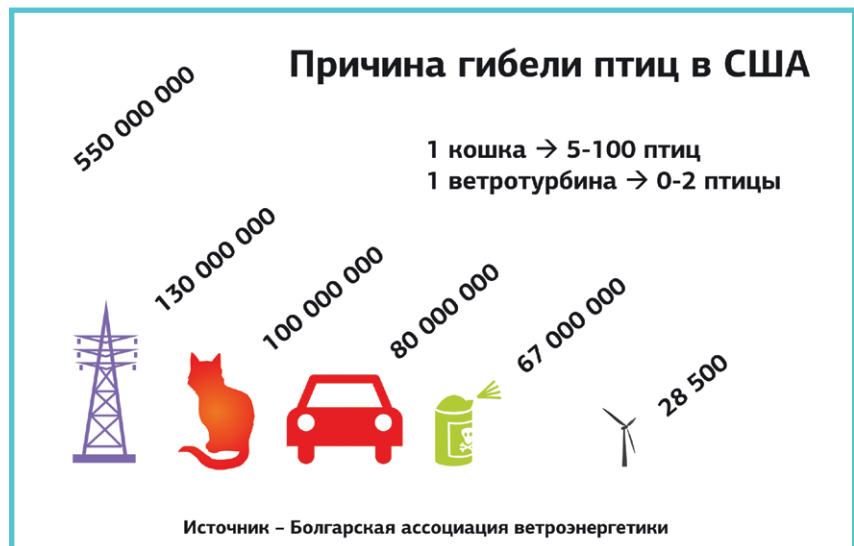 Причина гибели птиц в США
1 кошка → 5-100 птиц
1 ветротурбина → 0-2 птицы
550 000 000
130 000 000
100 000 000
80 000 000
67 000 000
28 500
Источник – Болгарская ассоциация ветроэнергетики